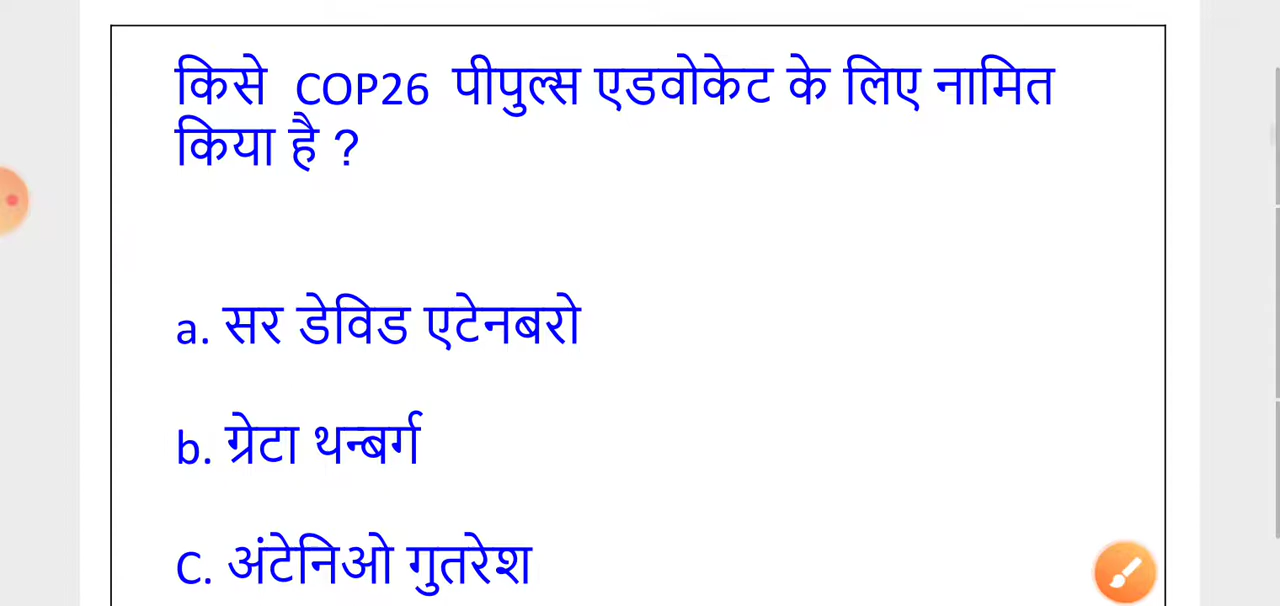 किसे COP26 पीपुल्स एडवोकेट के लिए नामित
किया है ?
a. सर डेविड एटेनबरो
b. ग्रेटा थन्बर्ग
C. अंटेनिओ गुतरेश